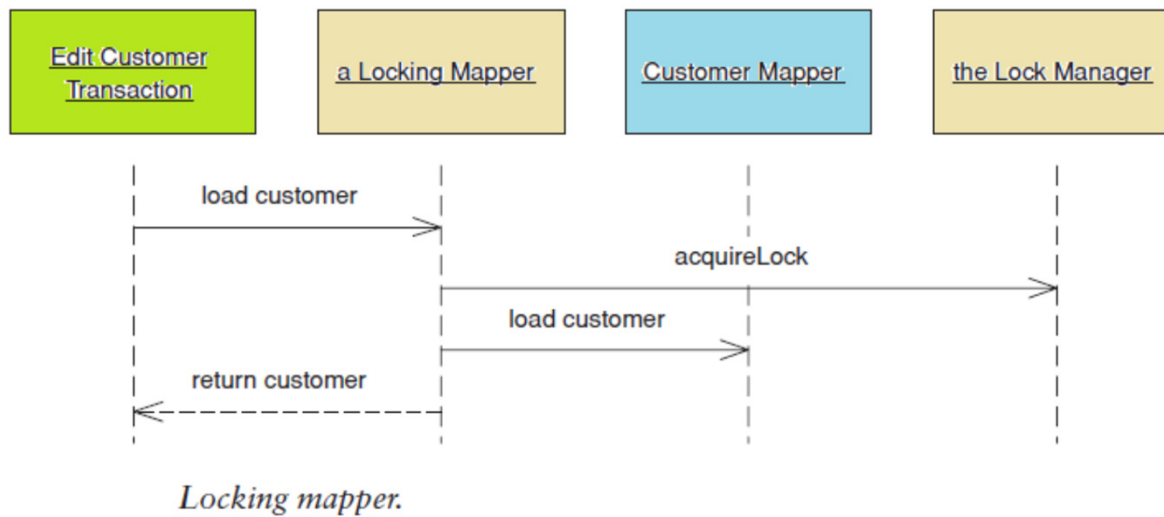 Edit Customer
Transaction
a Locking Mapper
Customer Mapper
the Lock Manager
load customer
acquireLock
load customer
return customer
Locking mapper.